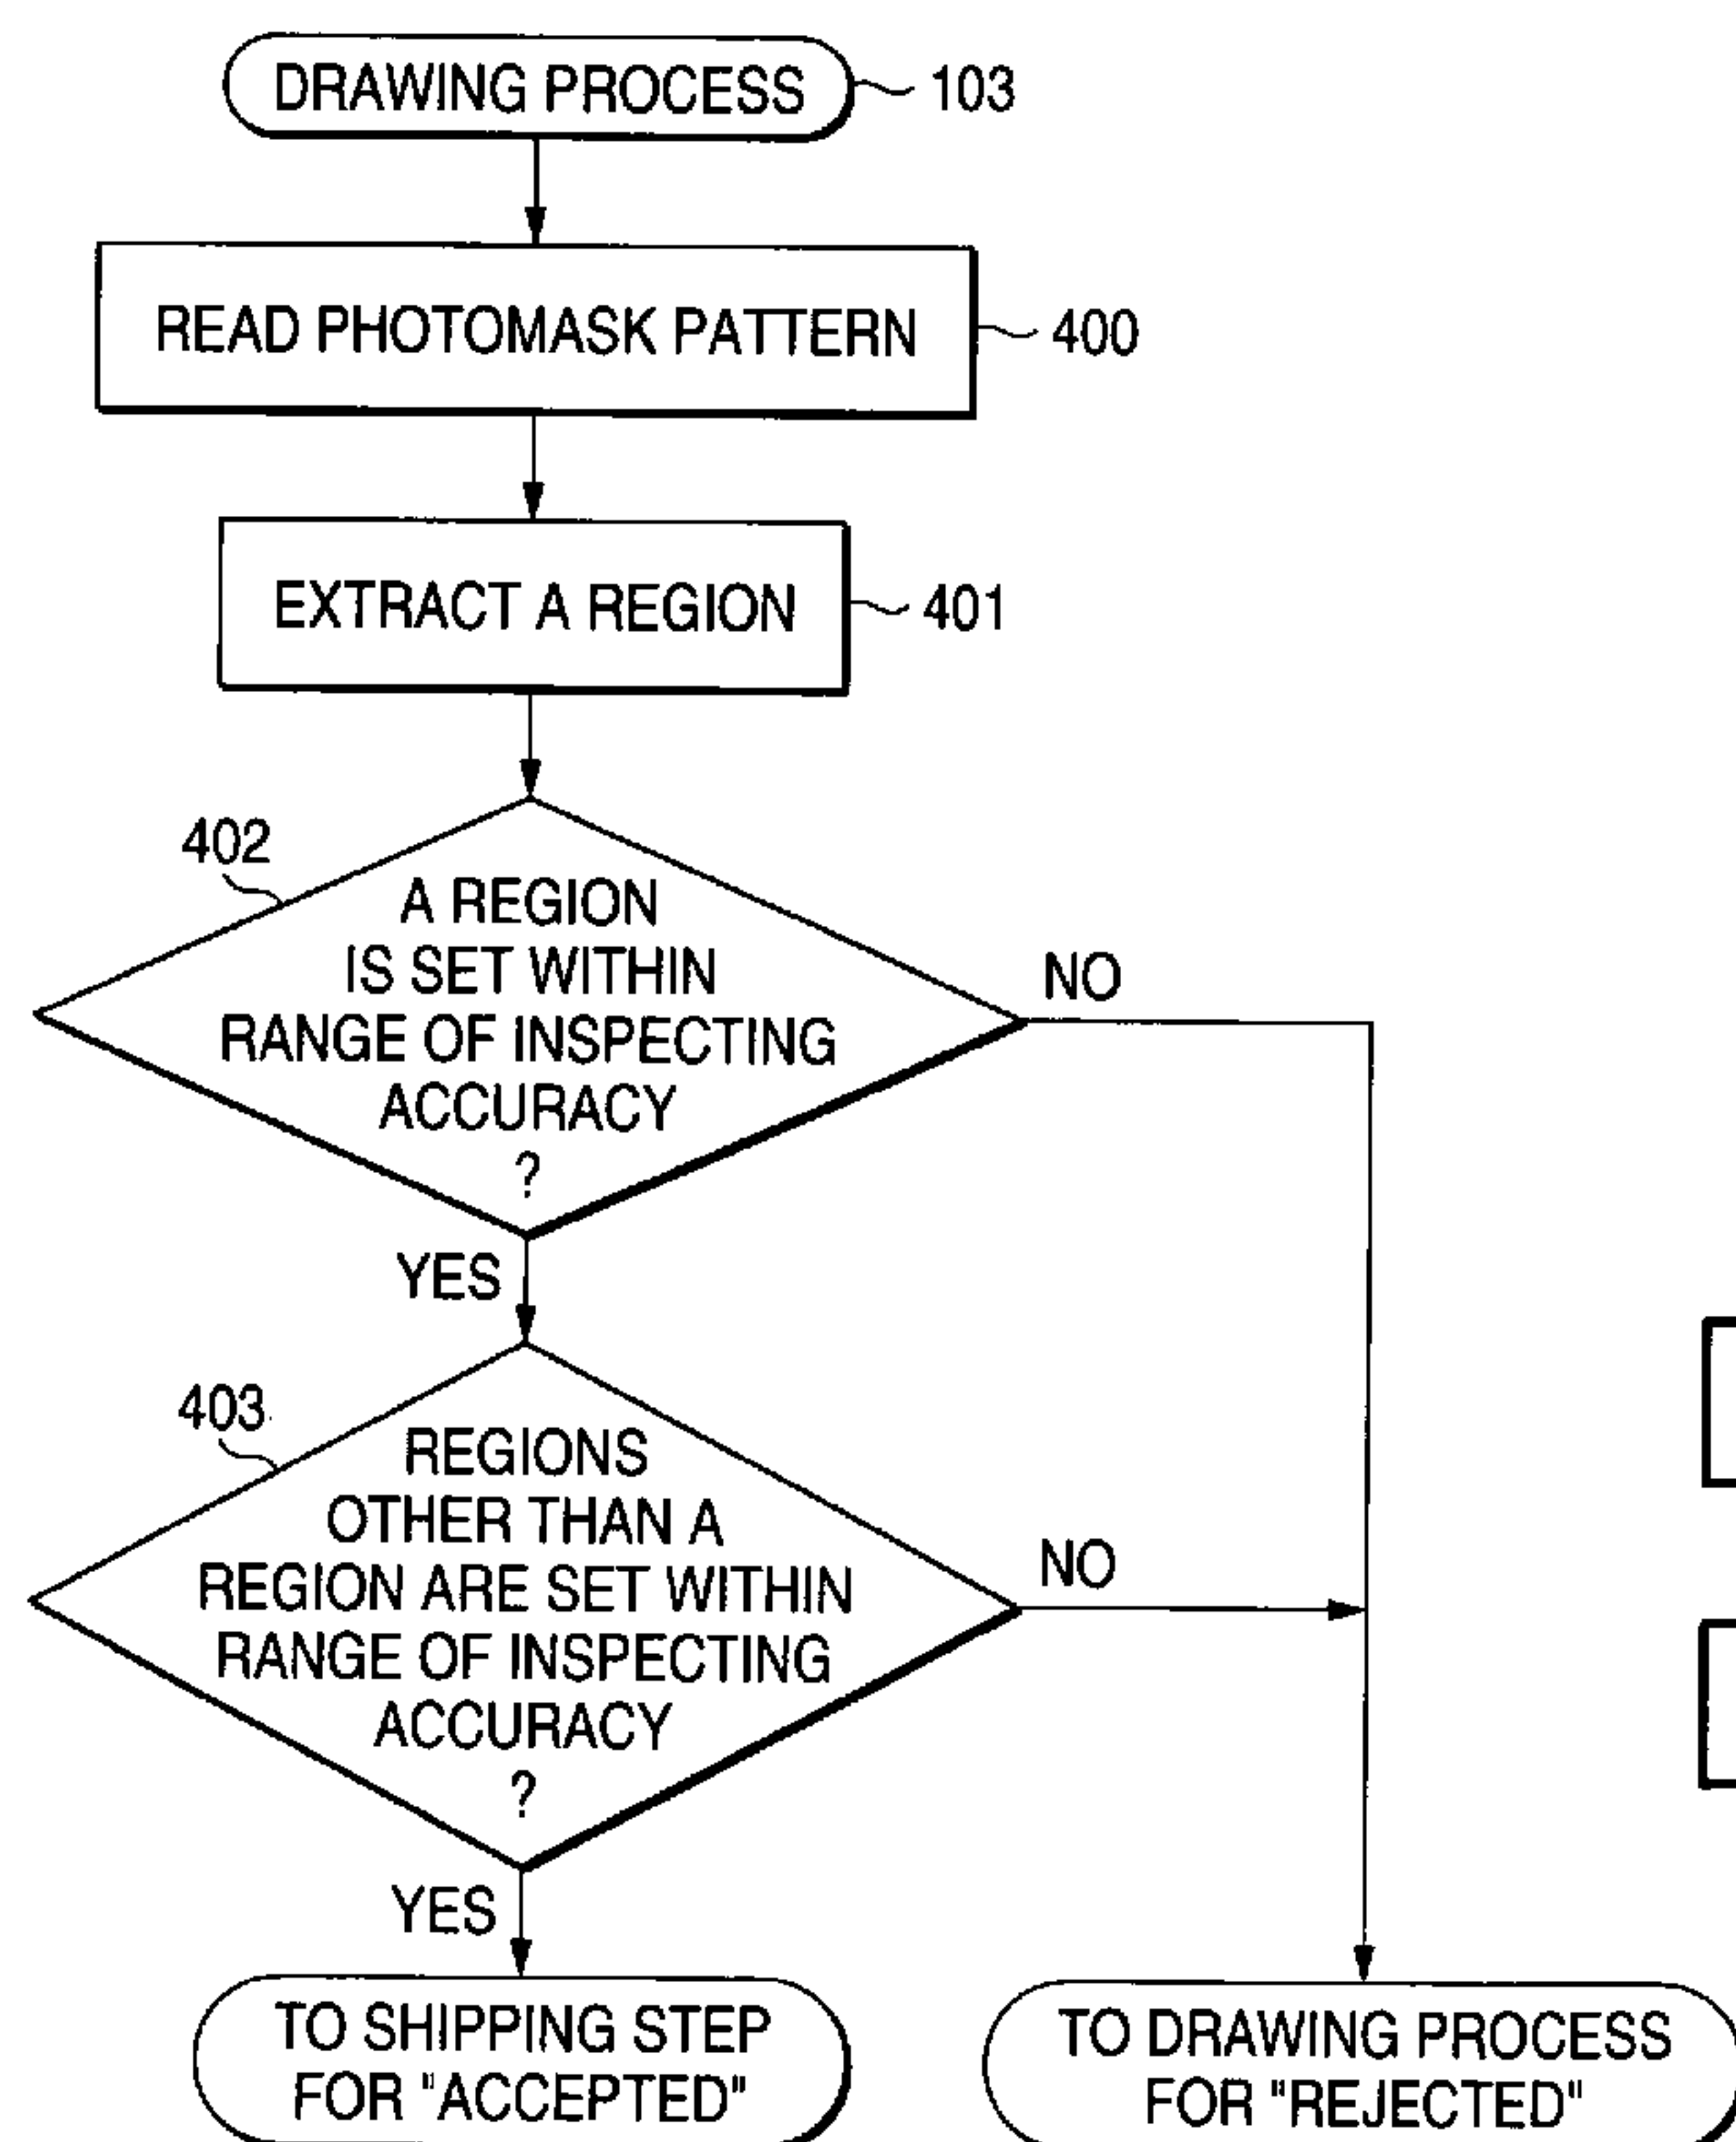 DRAWING PROCESS
103
READ PHOTOMASK PATTERN
400
EXTRACT A REGION
401
402
A REGION
IS SET WITHIN
RANGE OF INSPECTING
ACCURACY
?
NO
YES
403
REGIONS
OTHER THAN A
REGION ARE SET WITHIN
RANGE OF INSPECTING
ACCURACY
?
NO
YES
TO SHIPPING STEP
FOR "ACCEPTED"
TO DRAWING PROCESS
FOR "REJECTED"